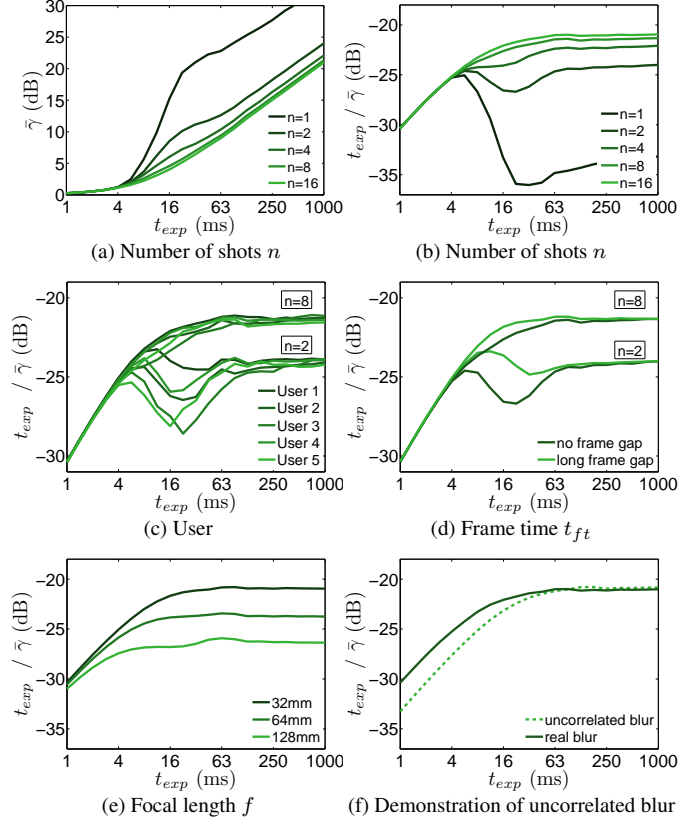 30
25
20
15
10
5
0
γ̄ (dB)
n=1
n=2
n=4
n=8
n=16
1 4 16 63 250 1000
t_exp (ms)
(a) Number of shots n
−20
−25
−30
−35
t_exp / γ̄ (dB)
n=1
n=2
n=4
n=8
n=16
1 4 16 63 250 1000
t_exp (ms)
(b) Number of shots n
−20
−25
−30
t_exp / γ̄ (dB)
n=8
n=2
User 1
User 2
User 3
User 4
User 5
1 4 16 63 250 1000
t_exp (ms)
(c) User
−20
−25
−30
t_exp / γ̄ (dB)
n=8
n=2
no frame gap
long frame gap
1 4 16 63 250 1000
t_exp (ms)
(d) Frame time t_ft
−20
−25
−30
−35
t_exp / γ̄ (dB)
32mm
64mm
128mm
1 4 16 63 250 1000
t_exp (ms)
(e) Focal length f
−20
−25
−30
−35
t_exp / γ̄ (dB)
uncorrelated blur
real blur
1 4 16 63 250 1000
t_exp (ms)
(f) Demonstration of uncorrelated blur